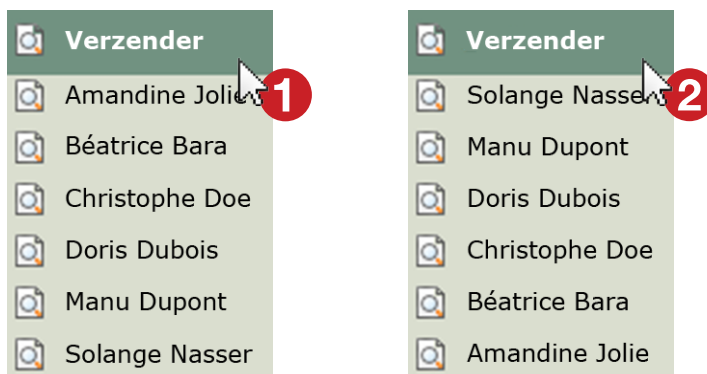 Verzender
Amandine Jolie
1
Béatrice Bara
Christophe Doe
Doris Dubois
Manu Dupont
Solange Nasser
Verzender
Solange Nasser
2
Manu Dupont
Doris Dubois
Christophe Doe
Béatrice Bara
Amandine Jolie